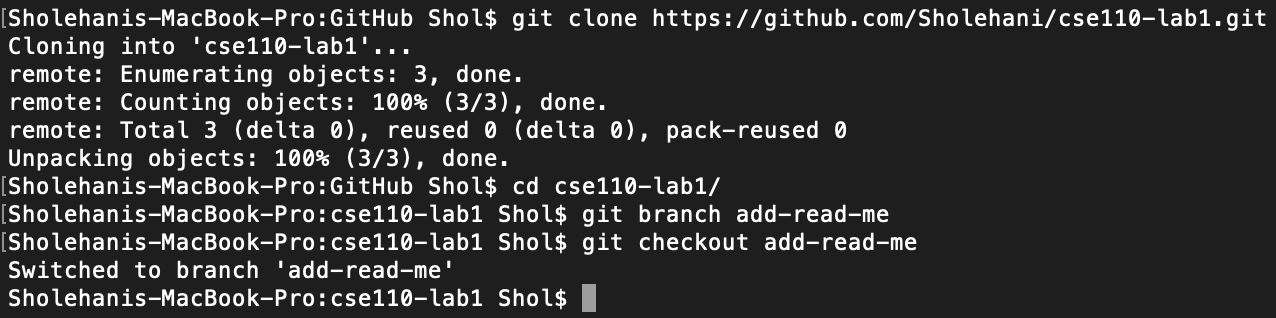 [Sholehanis-MacBook-Pro:GitHub Shol$ git clone https://github.com/Sholehani/cse110-lab1.git
Cloning into 'cse110-lab1'...
remote: Enumerating objects: 3, done.
remote: Counting objects: 100% (3/3), done.
remote: Total 3 (delta 0), reused 0 (delta 0), pack-reused 0
Unpacking objects: 100% (3/3), done.
[Sholehanis-MacBook-Pro:GitHub Shol$ cd cse110-lab1/
[Sholehanis-MacBook-Pro:cse110-lab1 Shol$ git branch add-read-me
[Sholehanis-MacBook-Pro:cse110-lab1 Shol$ git checkout add-read-me
Switched to branch 'add-read-me'
Sholehanis-MacBook-Pro:cse110-lab1 Shol$